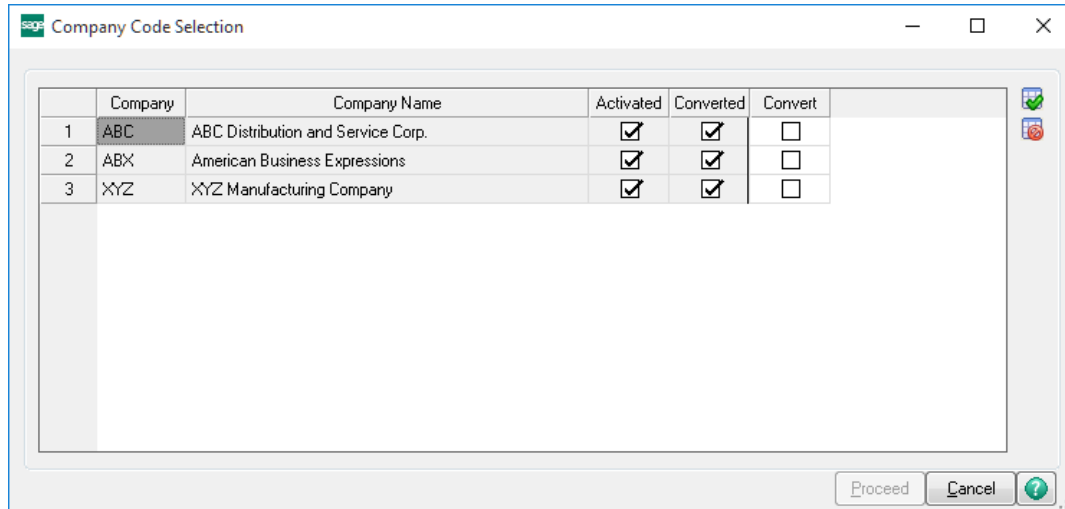 sage Company Code Selection
Company Company Name Activated Converted Convert
1 ABC ABC Distribution and Service Corp.
2 ABX American Business Expressions
3 XYZ XYZ Manufacturing Company
Proceed Cancel ?